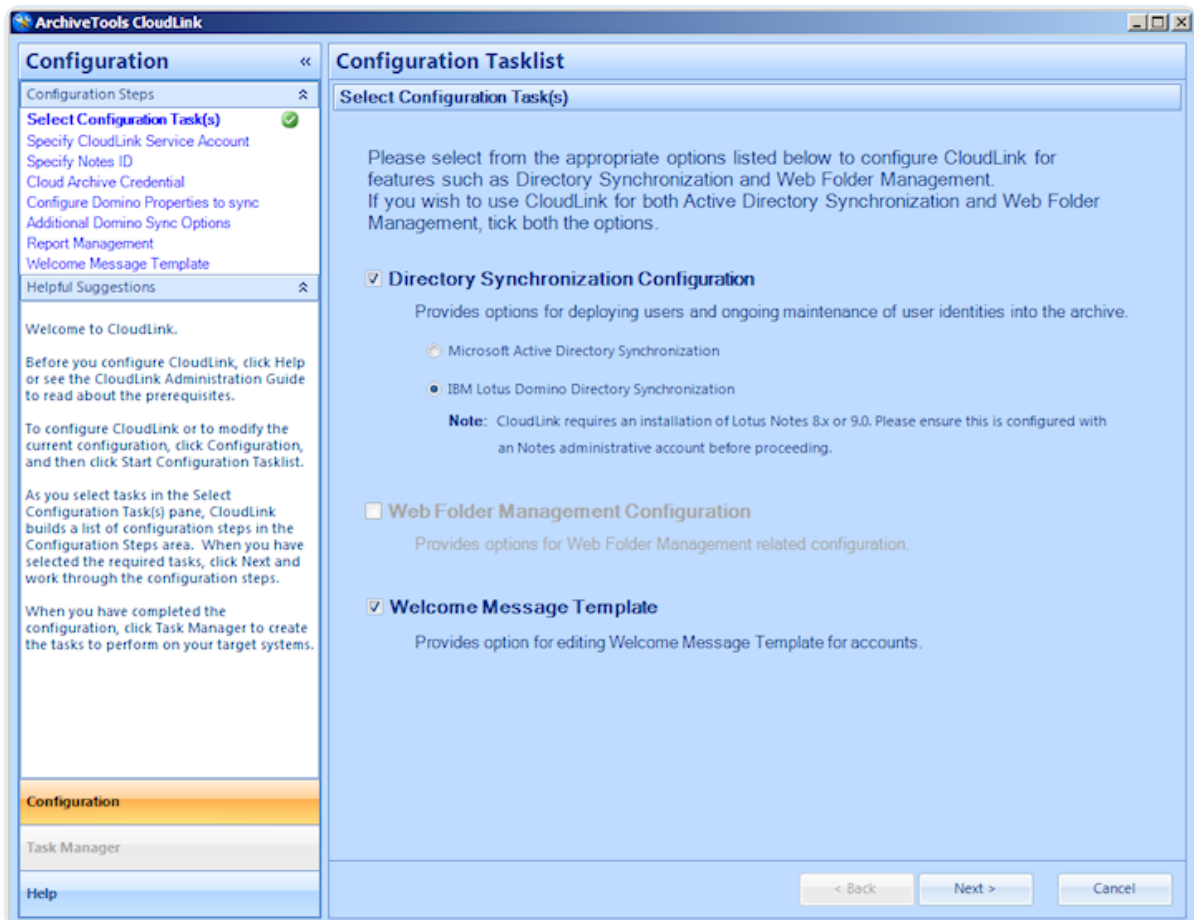 ArchiveTools CloudLink
Configuration «
Configuration Steps
Select Configuration Task(s)
Specify CloudLink Service Account
Specify Notes ID
Cloud Archive Credential
Configure Domino Properties to sync
Additional Domino Sync Options
Report Management
Welcome Message Template
Helpful Suggestions
Welcome to CloudLink.
Before you configure CloudLink, click Help
or see the CloudLink Administration Guide
to read about the prerequisites.
To configure CloudLink or to modify the
current configuration, click Configuration,
and then click Start Configuration Tasklist.
As you select tasks in the Select
Configuration Task(s) pane, CloudLink
builds a list of configuration steps in the
Configuration Steps area. When you have
selected the required tasks, click Next and
work through the configuration steps.
When you have completed the
configuration, click Task Manager to create
the tasks to perform on your target systems.
Configuration
Task Manager
Help
Configuration Tasklist
Select Configuration Task(s)
Please select from the appropriate options listed below to configure CloudLink for
features such as Directory Synchronization and Web Folder Management.
If you wish to use CloudLink for both Active Directory Synchronization and Web Folder
Management, tick both the options.
Directory Synchronization Configuration
Provides options for deploying users and ongoing maintenance of user identities into the archive.
Microsoft Active Directory Synchronization
IBM Lotus Domino Directory Synchronization
Note: CloudLink requires an installation of Lotus Notes 8.x or 9.0. Please ensure this is configured with
an Notes administrative account before proceeding.
Web Folder Management Configuration
Provides options for Web Folder Management related configuration.
Welcome Message Template
Provides option for editing Welcome Message Template for accounts.
< Back Next > Cancel